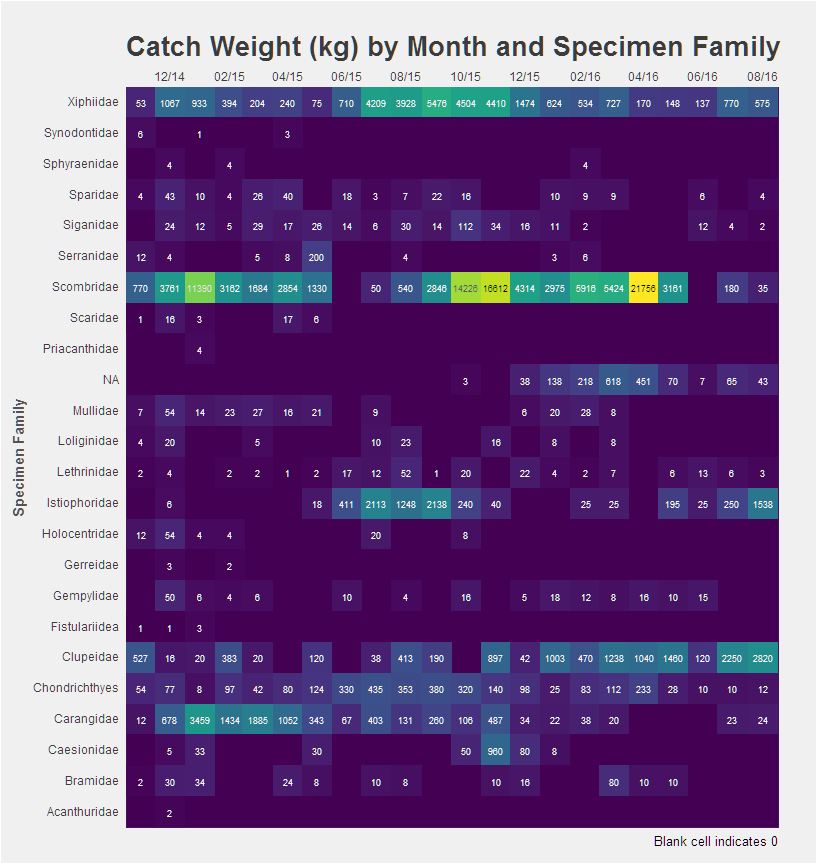 Catch Weight (kg) by Month and Specimen Family
12/14 02/15 04/15 06/15 08/15 10/15 12/15 02/16 04/16 06/16 08/16
Xiphiidae 53 1067 933 394 204 240 75 710 4209 3928 5476 4504 4410 1474 624 534 727 170 148 137 770 575
Synodontidae 6 1 3
Sphyraenidae 4 4 4
Sparidae 4 43 10 4 26 40 18 3 7 22 16 10 9 9 6 4
Siganidae 24 12 5 29 17 26 14 6 30 14 112 34 16 11 2 12 4 2
Serranidae 12 4 5 8 200 4 3 6
Scombridae 770 3761 11390 3162 1684 2854 1330 50 540 2846 14226 16612 4314 2975 5916 5424 21756 3161 180 35
Scaridae 1 16 3 17 6
Priacanthidae 4
NA 3 38 138 218 618 451 70 7 65 43
Mullidae 7 54 14 23 27 16 21 9 6 20 28 8
Loliginidae 4 20 5 10 23 16 8 8
Lethrinidae 2 4 2 2 1 2 17 12 52 1 20 22 4 2 7 6 13 6 3
Istiophoridae 6 18 411 2113 1248 2138 240 40 25 25 195 25 250 1538
Holocentridae 12 54 4 4 20 8
Gerreidae 3 2
Gempylidae 50 6 4 6 10 4 16 5 18 12 8 16 10 15
Fistulariidea 1 1 3
Clupeidae 527 16 20 383 20 120 38 413 190 897 42 1003 470 1238 1040 1460 120 2250 2820
Chondrichthyes 54 77 8 97 42 80 124 330 435 353 380 320 140 98 25 83 112 233 28 10 10 12
Carangidae 12 678 3459 1434 1885 1052 343 67 403 131 260 106 487 34 22 38 20 23 24
Caesionidae 5 33 30 50 960 80 8
Bramidae 2 30 34 24 8 10 8 10 16 80 10 10
Acanthuridae 2
Specimen Family
Blank cell indicates 0